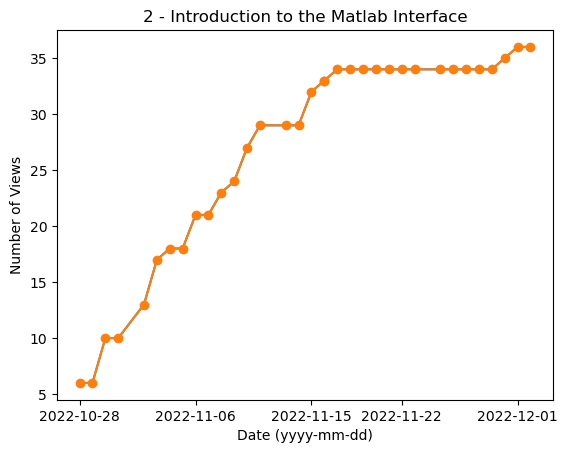 2 - Introduction to the Matlab Interface
Number of Views
35
30
25
20
15
10
5
2022-10-28 2022-11-06 2022-11-15 2022-11-22 2022-12-01
Date (yyyy-mm-dd)